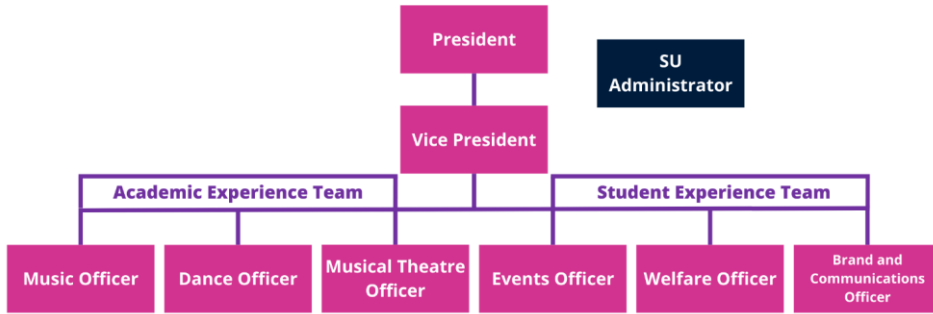 President
SU
Administrator
Vice President
Academic Experience Team
Student Experience Team
Music Officer
Dance Officer
Musical Theatre
Officer
Events Officer
Welfare Officer
Brand and
Communications
Officer